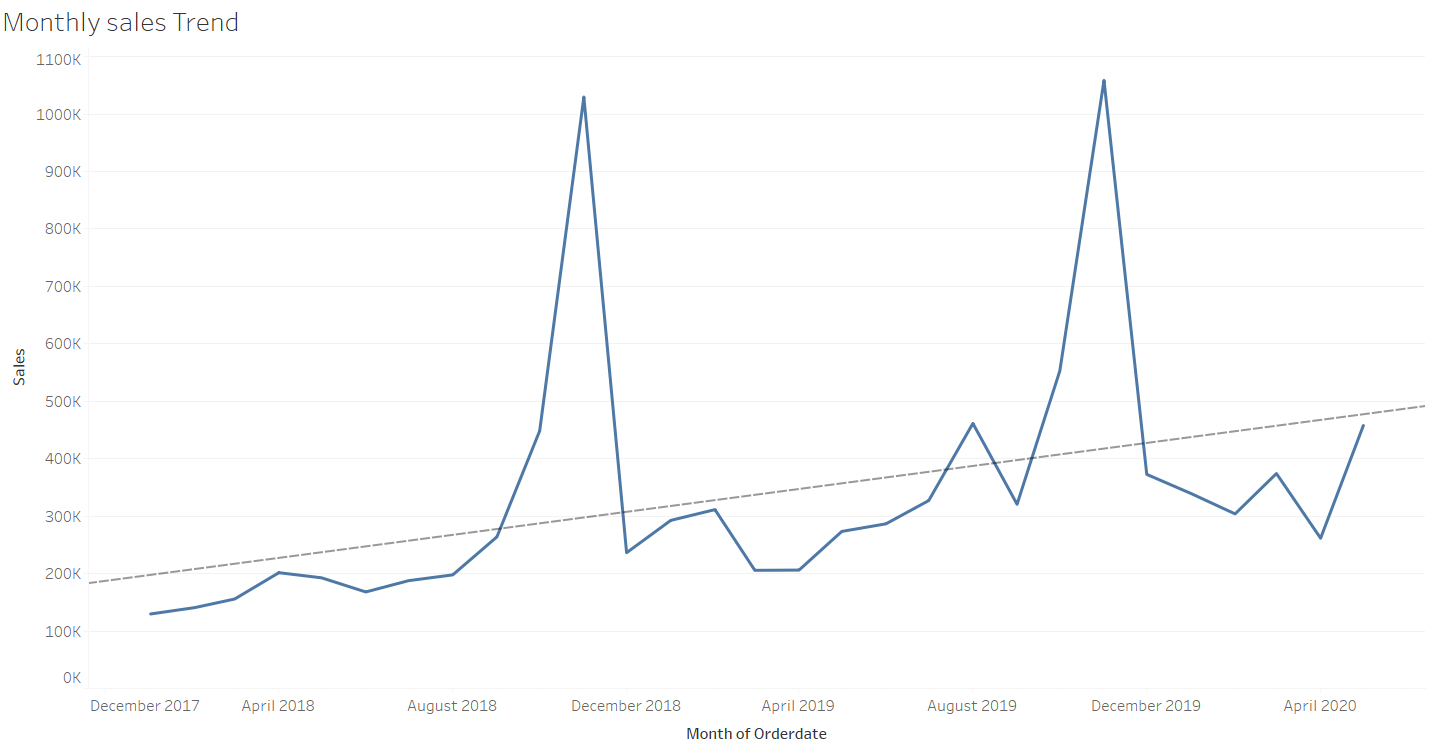 Monthly sales Trend
1100K
1000K
900K
800K
700K
600K
500K
400K
300K
200K
100K
0K
Sales
December 2017 April 2018 August 2018 December 2018 April 2019 August 2019 December 2019 April 2020
Month of Orderdate